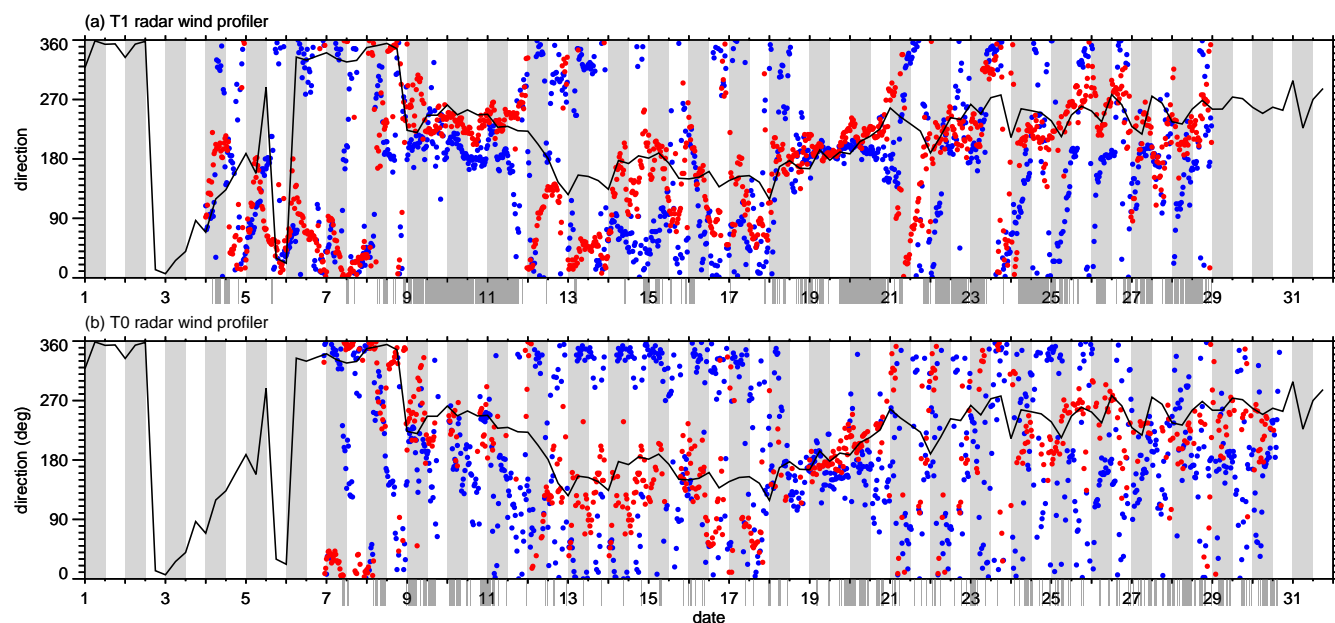 (a) T1 radar wind profiler
360
270
180
90
0
direction
1 3 5 7 9 11 13 15 17 19 21 23 25 27 29 31
(b) T0 radar wind profiler
360
270
180
90
0
direction (deg)
1 3 5 7 9 11 13 15 17 19 21 23 25 27 29 31
date